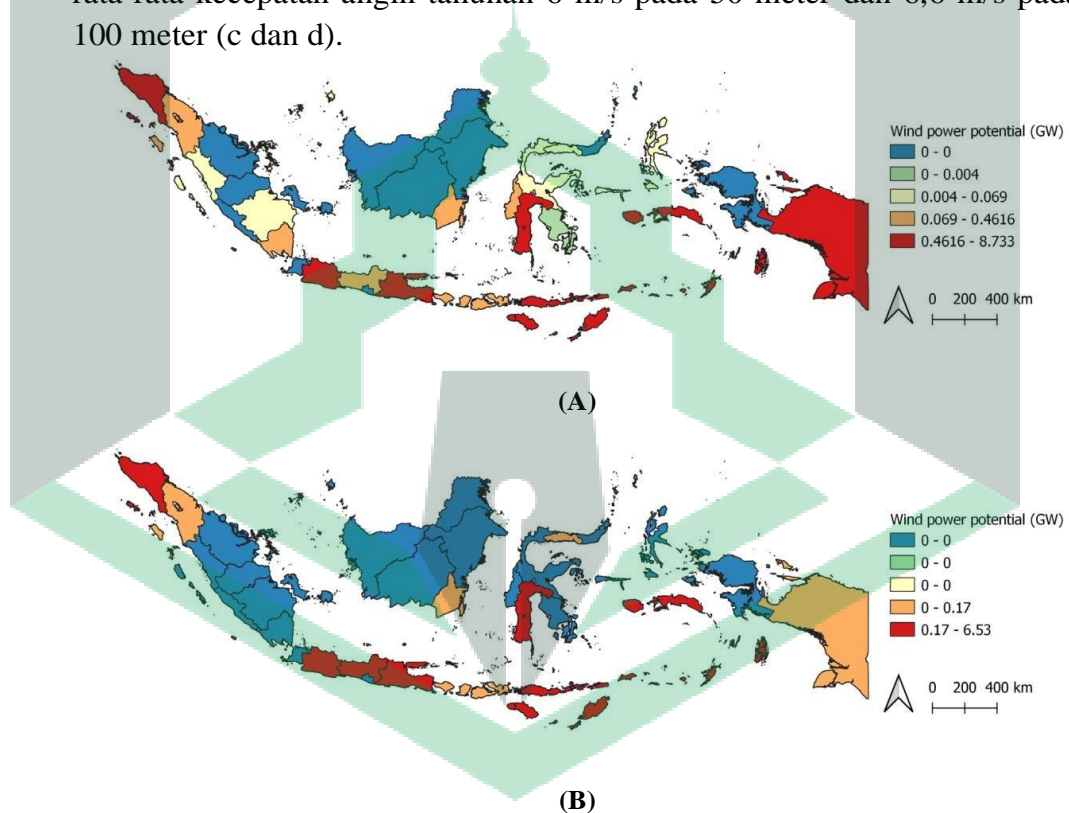 rata-rata kecepatan angin tahunan 6 m/s pada 50 meter dan 6,6 m/s pada
100 meter (c dan d).
Wind power potential (GW)
0 - 0
0 - 0.004
0.004 - 0.069
0.069 - 0.4616
0.4616 - 8.733
0 200 400 km
(A)
Wind power potential (GW)
0 - 0
0 - 0
0 - 0
0 - 0.17
0.17 - 6.53
0 200 400 km
(B)